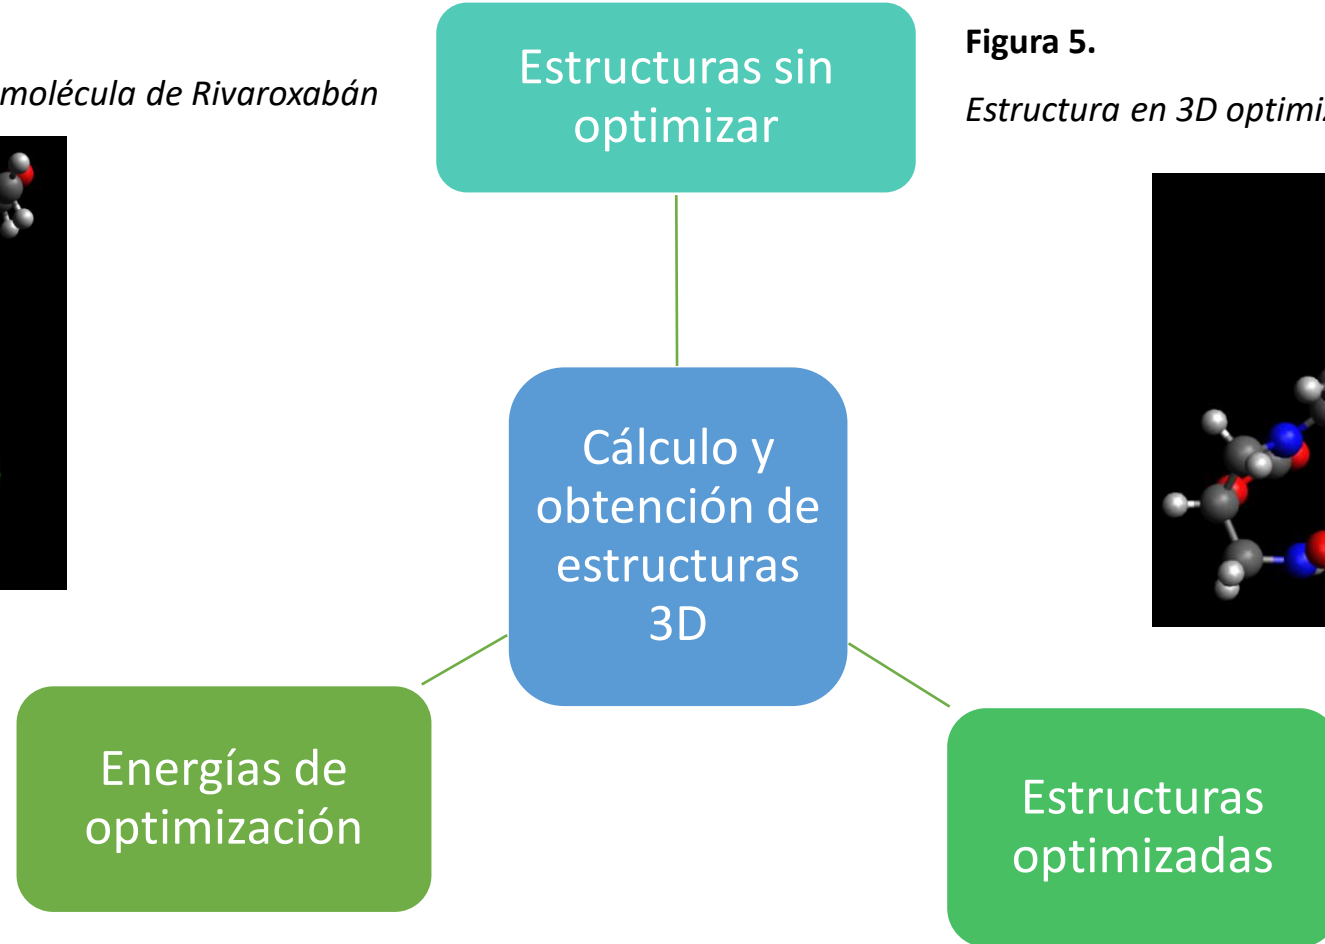 molécula de Rivaroxabán
Estructuras sin
optimizar
Figura 5.
Estructura en 3D
Cálculo y
obtención de
estructuras
3D
Energías de
optimización
Estructuras
optimizadas